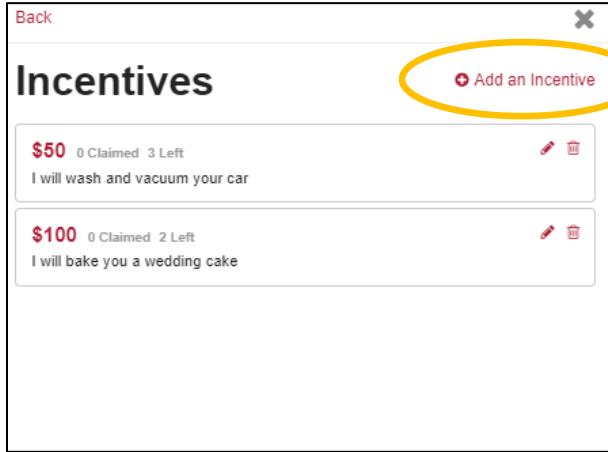 Back
Incentives
Add an Incentive
$50 0 Claimed 3 Left
I will wash and vacuum your car
$100 0 Claimed 2 Left
I will bake you a wedding cake